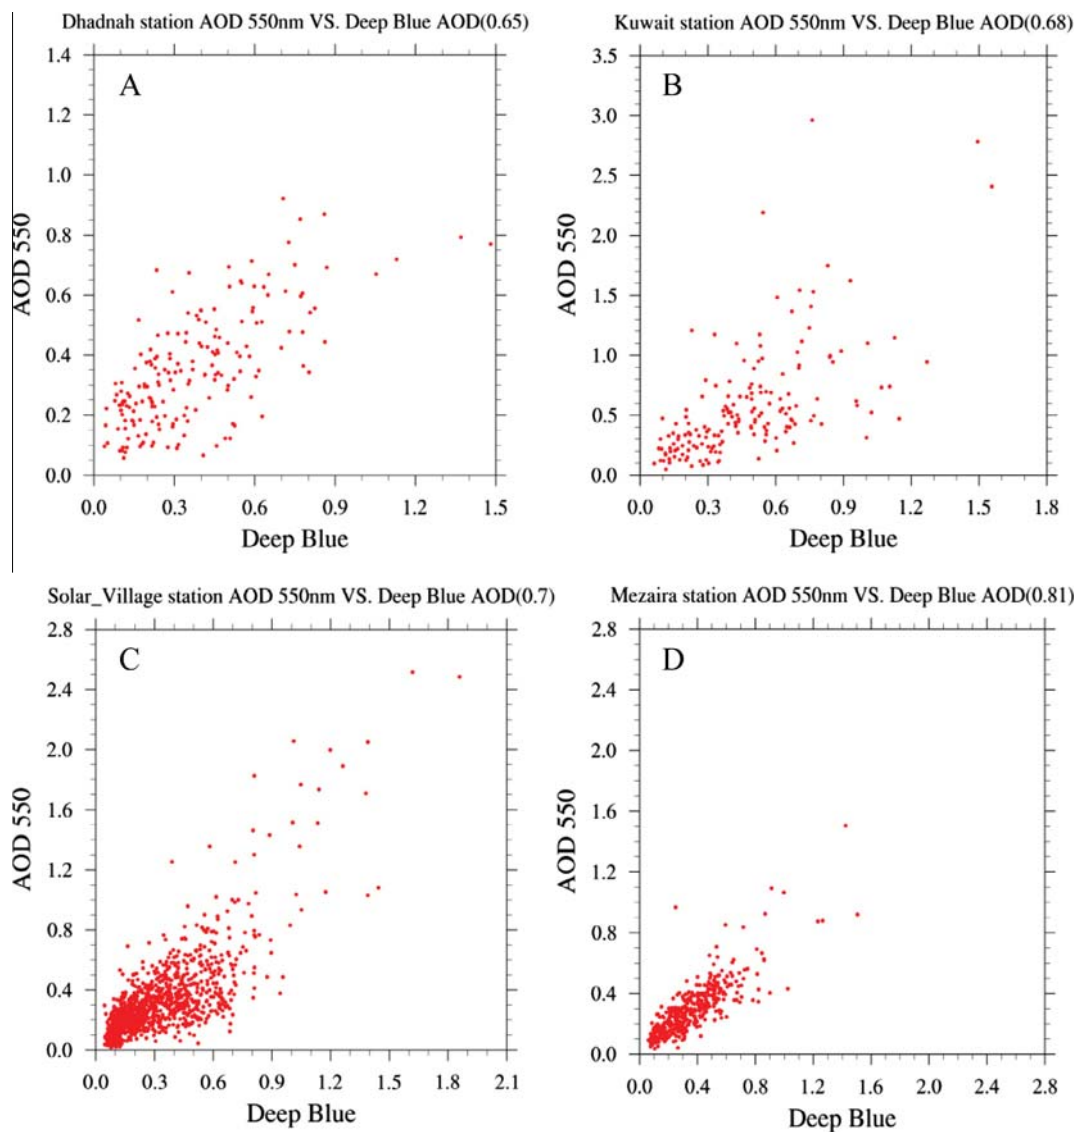 Dhadnah station AOD 550nm VS. Deep Blue AOD(0.65)
A
1.4
1.2
1.0
0.8
0.6
0.4
0.2
0.0
AOD 550
0.0 0.3 0.6 0.9 1.2 1.5
Deep Blue
Kuwait station AOD 550nm VS. Deep Blue AOD(0.68)
B
3.5
3.0
2.5
2.0
1.5
1.0
0.5
0.0
AOD 550
0.0 0.3 0.6 0.9 1.2 1.5 1.8
Deep Blue
Solar_Village station AOD 550nm VS. Deep Blue AOD(0.7)
C
2.8
2.4
2.0
1.6
1.2
0.8
0.4
0.0
AOD 550
0.0 0.3 0.6 0.9 1.2 1.5 1.8 2.1
Deep Blue
Mezaira station AOD 550nm VS. Deep Blue AOD(0.81)
D
2.8
2.4
2.0
1.6
1.2
0.8
0.4
0.0
AOD 550
0.0 0.4 0.8 1.2 1.6 2.0 2.4 2.8
Deep Blue